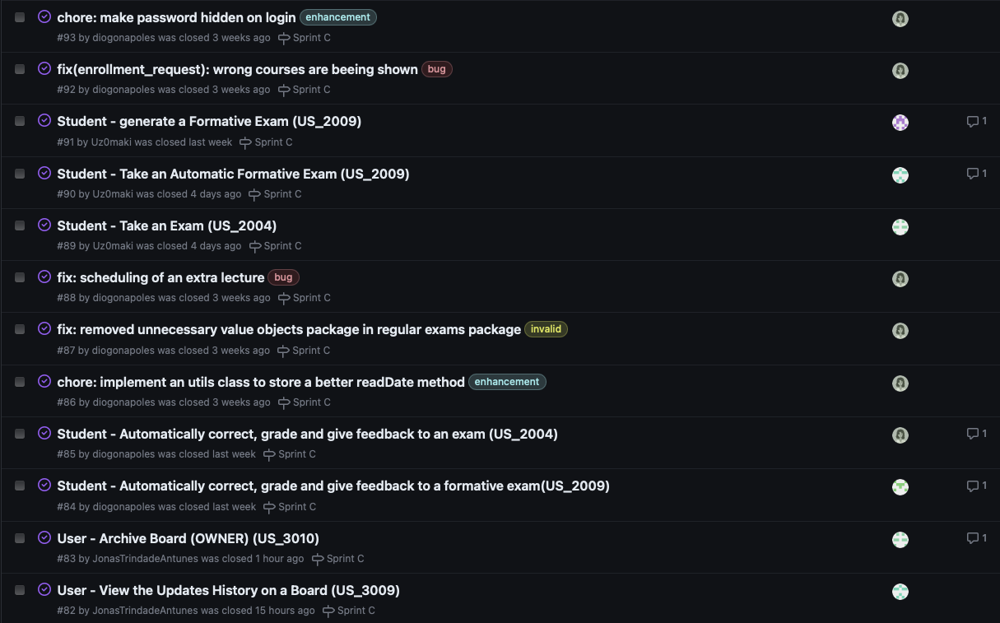 chore: make password hidden on login enhancement
#93 by diogonapoles was closed 3 weeks ago Sprint C
fix(enrollment_request): wrong courses are beeing shown bug
#92 by diogonapoles was closed 3 weeks ago Sprint C
Student - generate a Formative Exam (US_2009) 1
#91 by Uz0maki was closed last week Sprint C
Student - Take an Automatic Formative Exam (US_2009) 1
#90 by Uz0maki was closed 4 days ago Sprint C
Student - Take an Exam (US_2004)
#89 by Uz0maki was closed 4 days ago Sprint C
fix: scheduling of an extra lecture bug
#88 by diogonapoles was closed 3 weeks ago Sprint C
fix: removed unnecessary value objects package in regular exams package invalid
#87 by diogonapoles was closed 3 weeks ago Sprint C
chore: implement an utils class to store a better readDate method enhancement
#86 by diogonapoles was closed 3 weeks ago Sprint C
Student - Automatically correct, grade and give feedback to an exam (US_2004) 1
#85 by diogonapoles was closed last week Sprint C
Student - Automatically correct, grade and give feedback to a formative exam(US_2009) 1
#84 by diogonapoles was closed last week Sprint C
User - Archive Board (OWNER) (US_3010) 1
#83 by JonasTrindadeAntunes was closed 1 hour ago Sprint C
User - View the Updates History on a Board (US_3009)
#82 by JonasTrindadeAntunes was closed 15 hours ago Sprint C